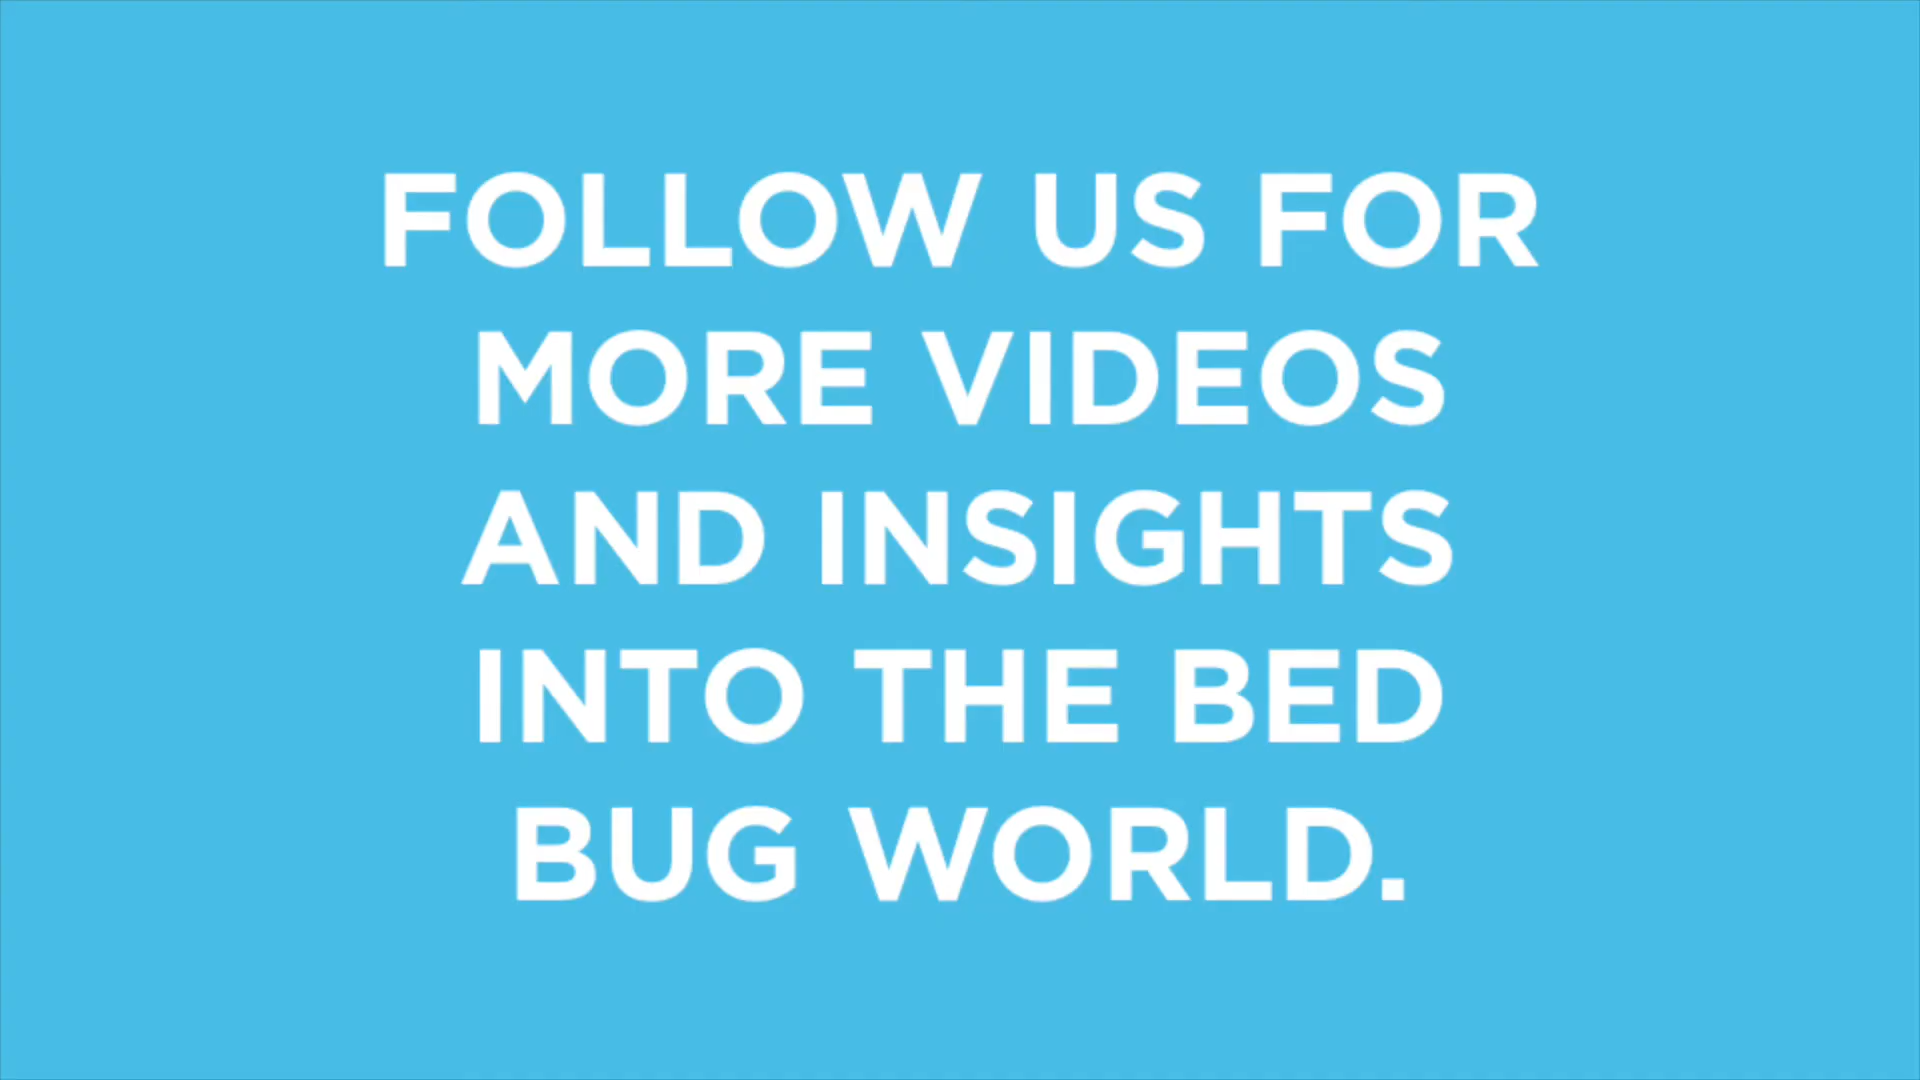 FOLLOW US FOR
MORE VIDEOS
AND INSIGHTS
INTO THE BED
BUG WORLD.